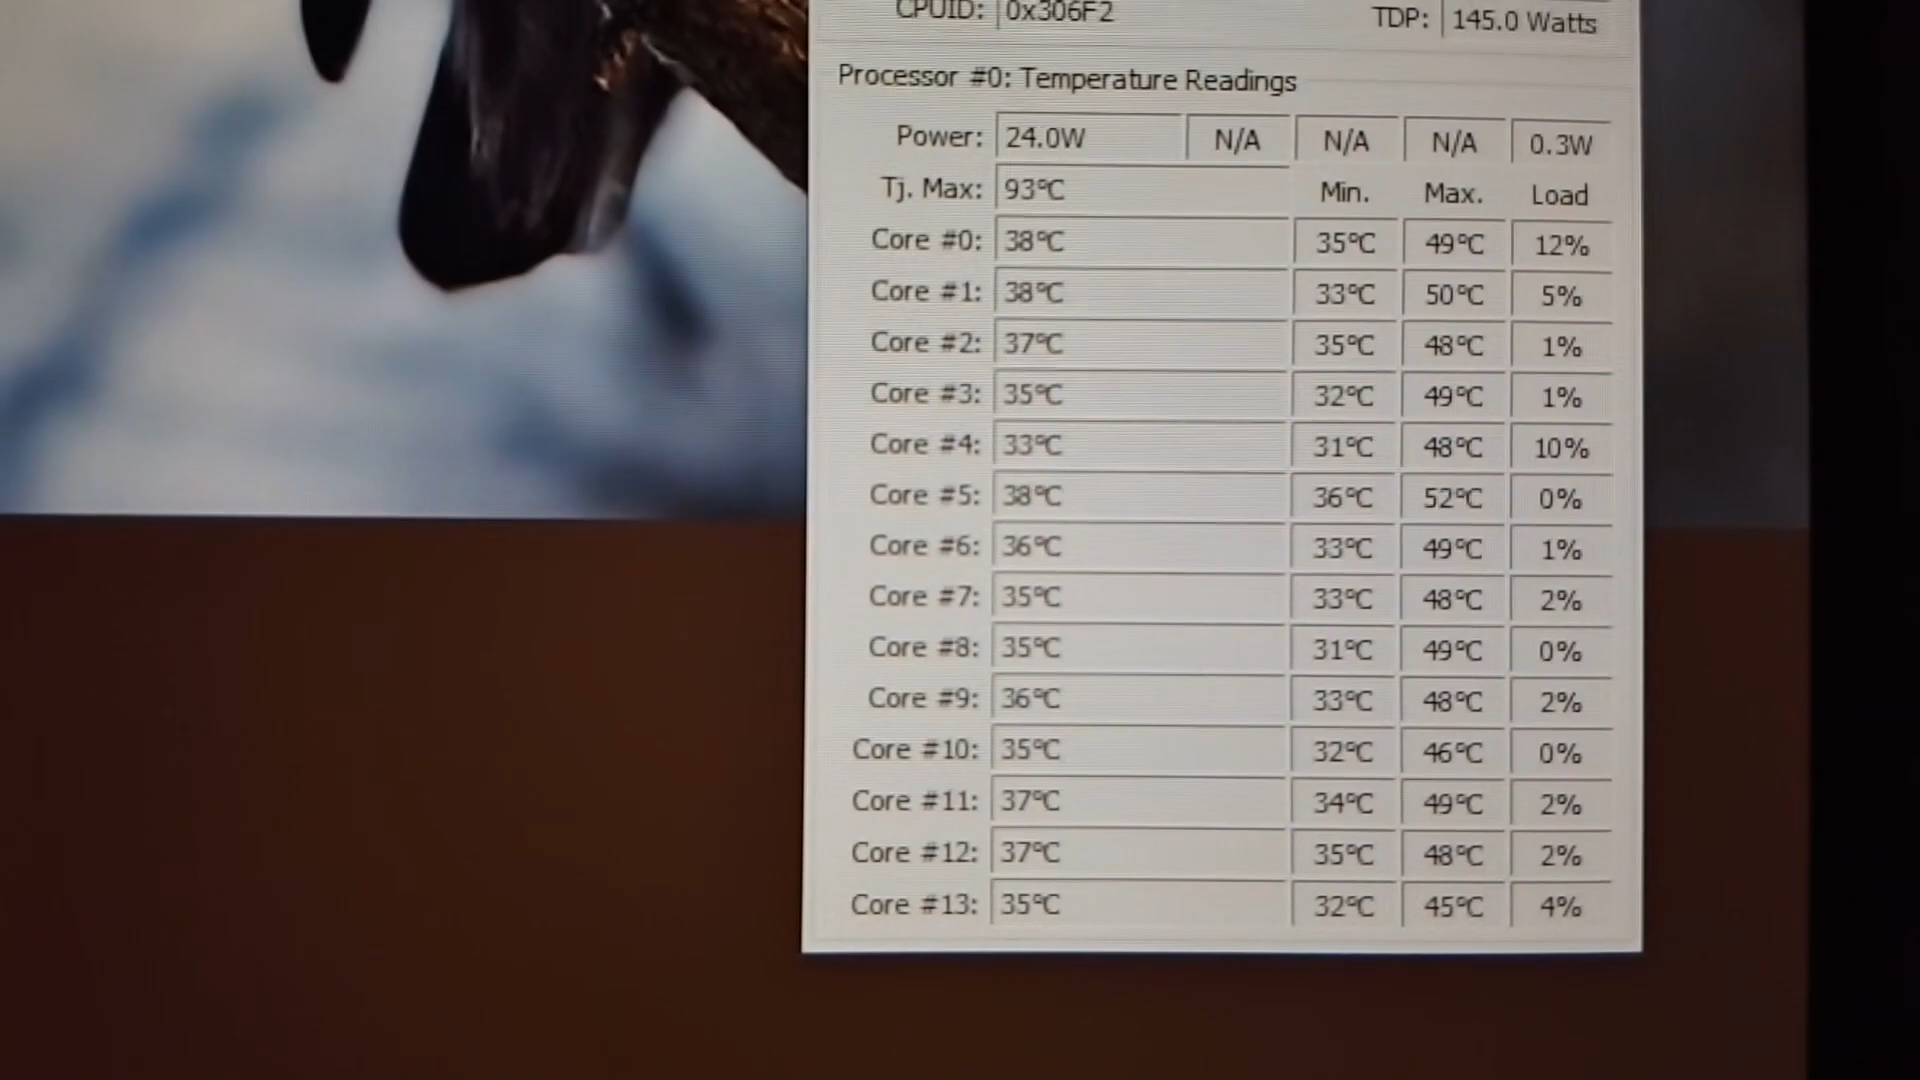 CPUID: 0x306F2 TDP: 145.0 Watts
Processor #0: Temperature Readings
Power: 24.0W N/A N/A N/A 0.3W
Tj. Max: 93°C Min. Max. Load
Core #0: 38°C 35°C 49°C 12%
Core #1: 38°C 33°C 50°C 5%
Core #2: 37°C 35°C 48°C 1%
Core #3: 35°C 32°C 49°C 1%
Core #4: 33°C 31°C 48°C 10%
Core #5: 38°C 36°C 52°C 0%
Core #6: 36°C 33°C 49°C 1%
Core #7: 35°C 33°C 48°C 2%
Core #8: 35°C 31°C 49°C 0%
Core #9: 36°C 33°C 48°C 2%
Core #10: 35°C 32°C 46°C 0%
Core #11: 37°C 34°C 49°C 2%
Core #12: 37°C 35°C 48°C 2%
Core #13: 35°C 32°C 45°C 4%